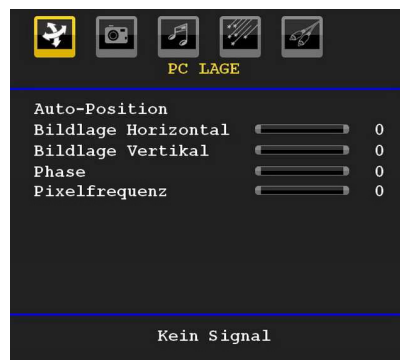 PC LAGE
Auto-Position
Bildlage Horizontal 0
Bildlage Vertikal 0
Phase 0
Pixelfrequenz 0
Kein Signal